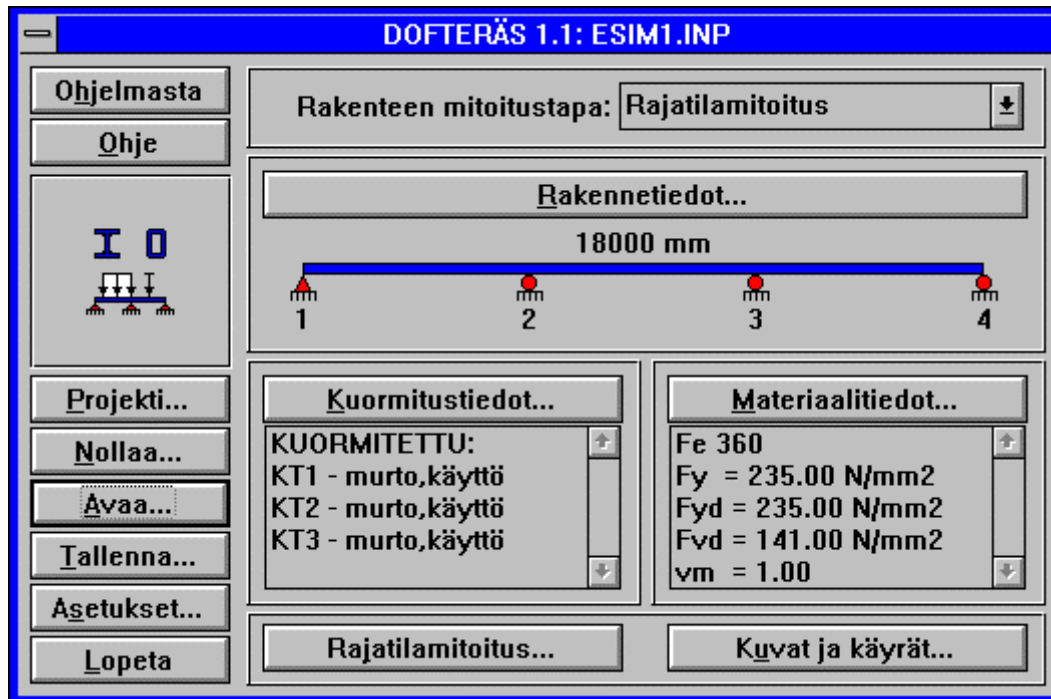 DOFTERÄS 1.1: ESIM1.INP
Ohjelmasta
Ohje
Rakenteen mitoitustapa: Rajatilamitoitus
Rakennetiedot...
18000 mm
1 2 3 4
Projekti...
Nollaa...
Avaa...
Tallenna...
Asetukset...
Lopeta
Kuormitustiedot...
KUORMITETTU:
KT1 - murto,käyttö
KT2 - murto,käyttö
KT3 - murto,käyttö
Materiaalitiedot...
Fe 360
Fy = 235.00 N/mm2
Fyd = 235.00 N/mm2
Fvd = 141.00 N/mm2
vm = 1.00
Rajatilamitoitus...
Kuvat ja käyrät...